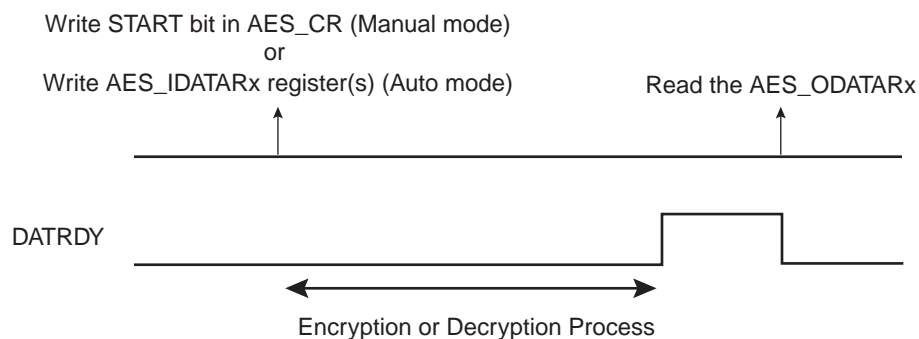 Write START bit in AES_CR (Manual mode)
or
Write AES_IDATARx register(s) (Auto mode)
Read the AES_ODATARx
DATRDY
Encryption or Decryption Process